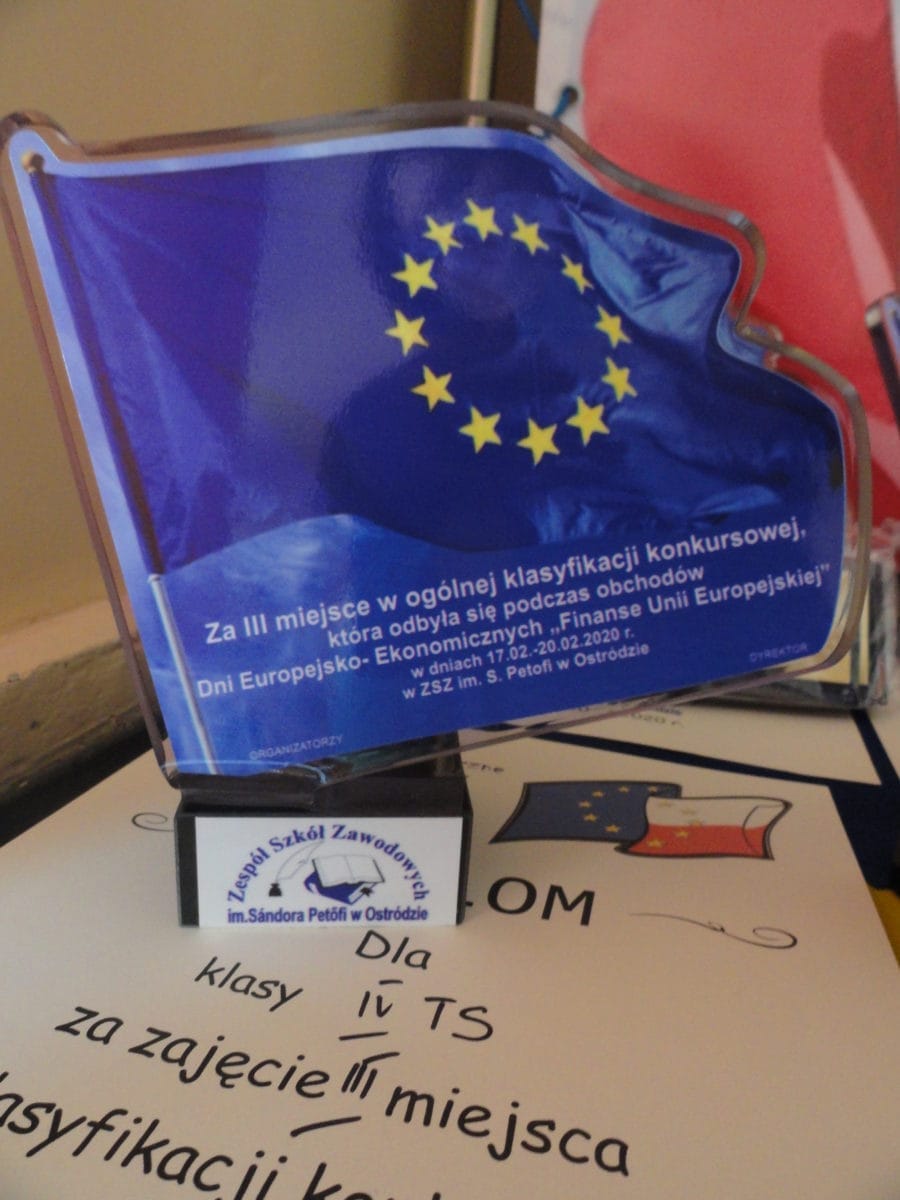 Za III miejsce w ogólnej klasyfikacji konkursowej,
która odbyła się podczas obchodów
Dni Europejsko- Ekonomicznych „Finanse Unii Europejskiej”
w dniach 17.02.-20.02.2020 r.
w ZSZ im. S. Petofi w Ostródzie
DYREKTOR
ORGANIZATORZY
Zespół Szkół Zawodowych
im.Sándora Petőfi w Ostródzie
OM
Dla
klasy IV TS
za zajęcie III miejsca
asyfikacji